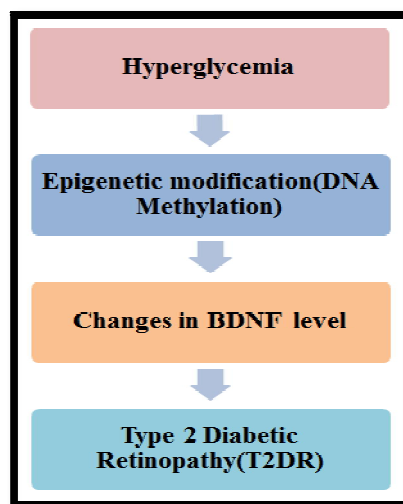 Hyperglycemia
Epigenetic modification(DNA
Methylation)
Changes in BDNF level
Type 2 Diabetic
Retinopathy(T2DR)